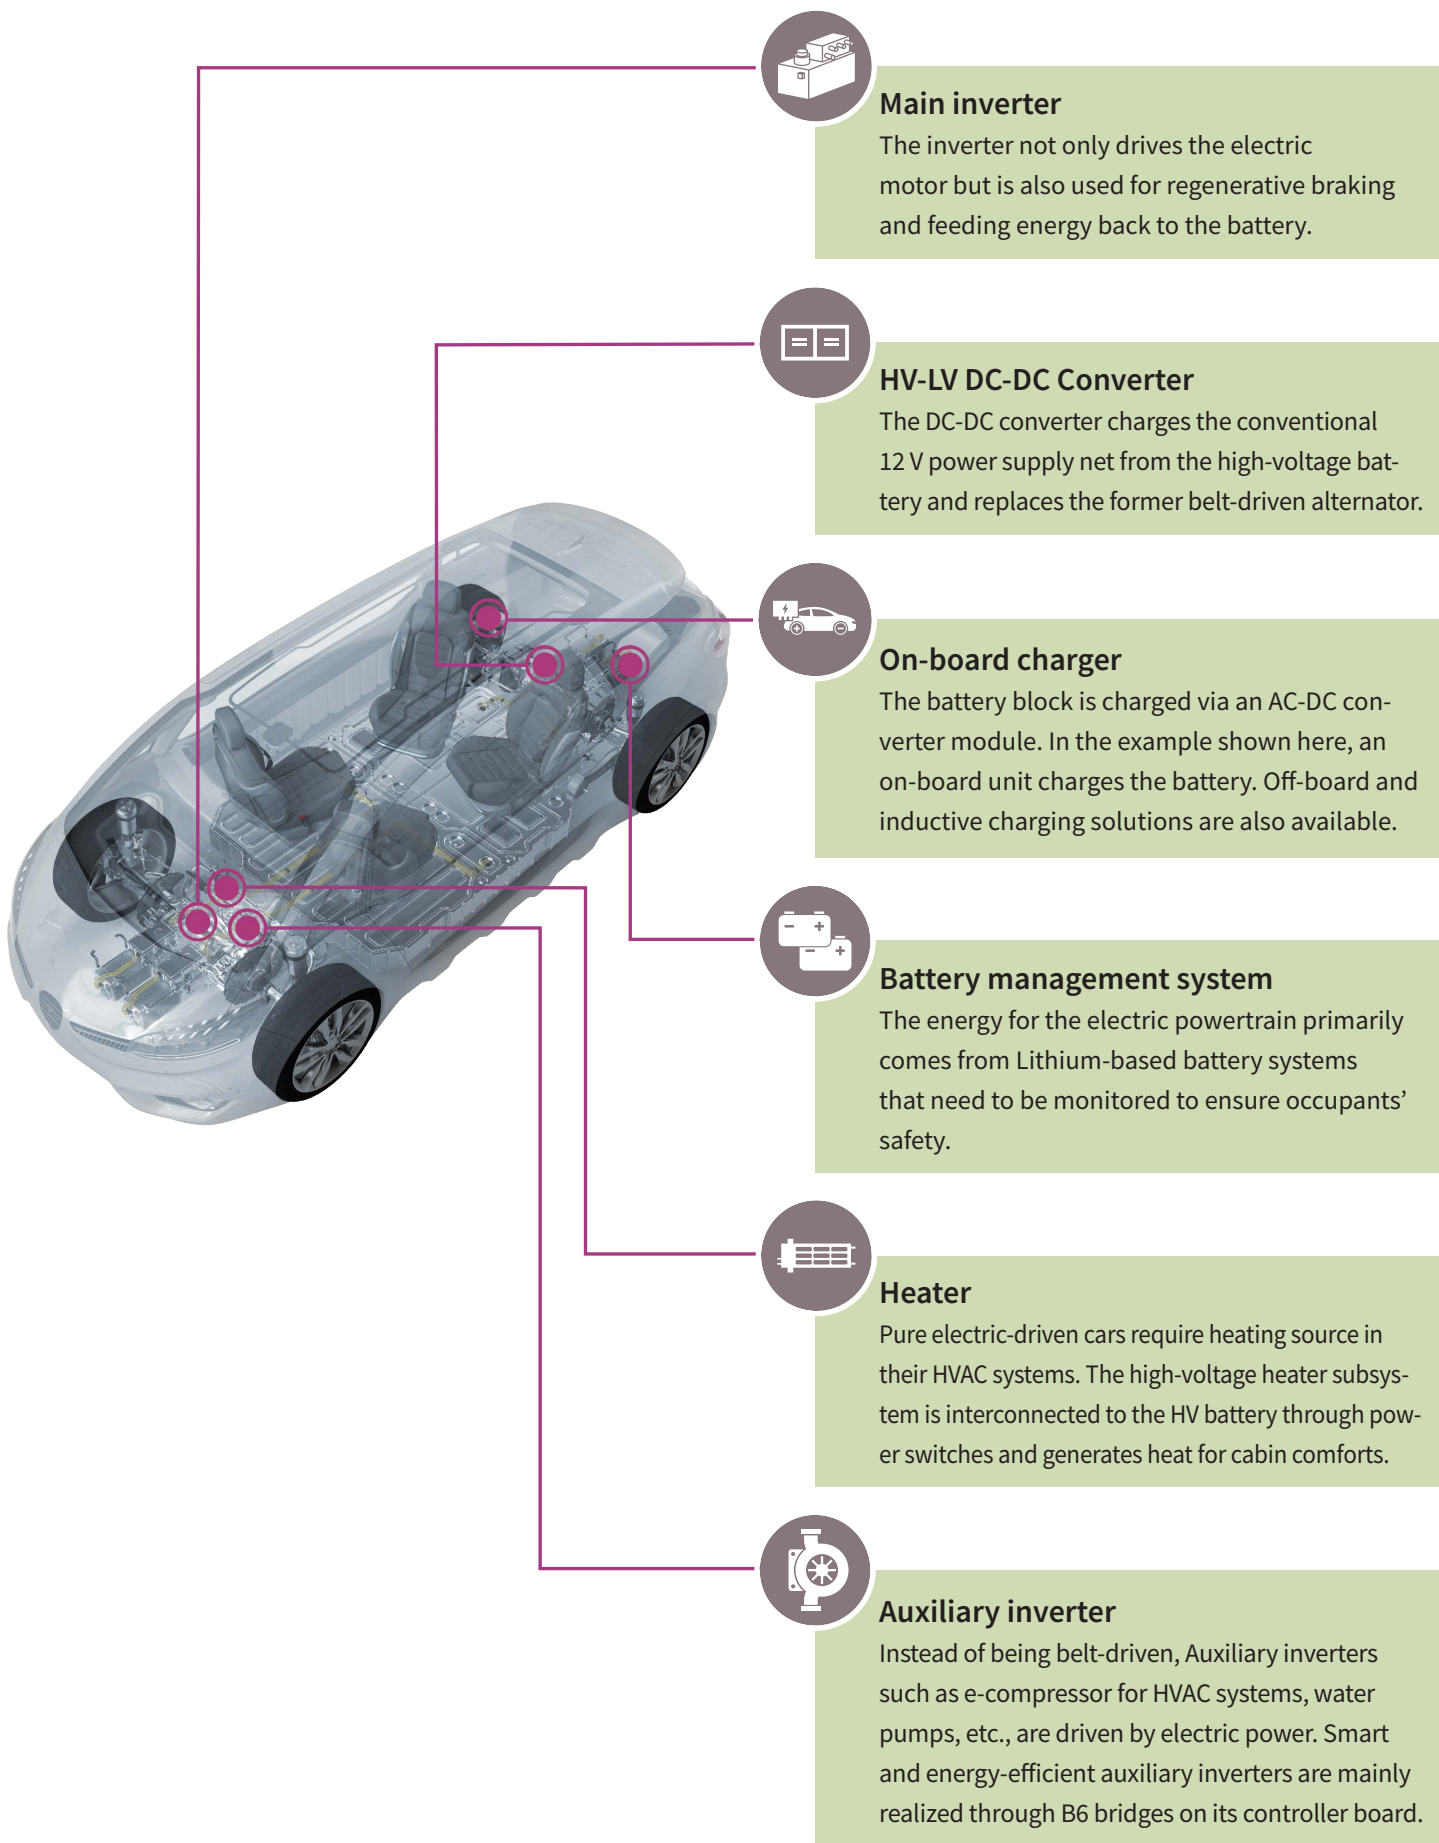 Main inverter
The inverter not only drives the electric
motor but is also used for regenerative braking
and feeding energy back to the battery.
HV-LV DC-DC Converter
The DC-DC converter charges the conventional
12 V power supply net from the high-voltage bat-
tery and replaces the former belt-driven alternator.
On-board charger
The battery block is charged via an AC-DC con-
verter module. In the example shown here, an
on-board unit charges the battery. Off-board and
inductive charging solutions are also available.
Battery management system
The energy for the electric powertrain primarily
comes from Lithium-based battery systems
that need to be monitored to ensure occupants’
safety.
Heater
Pure electric-driven cars require heating source in
their HVAC systems. The high-voltage heater subsys-
tem is interconnected to the HV battery through pow-
er switches and generates heat for cabin comforts.
Auxiliary inverter
Instead of being belt-driven, Auxiliary inverters
such as e-compressor for HVAC systems, water
pumps, etc., are driven by electric power. Smart
and energy-efficient auxiliary inverters are mainly
realized through B6 bridges on its controller board.